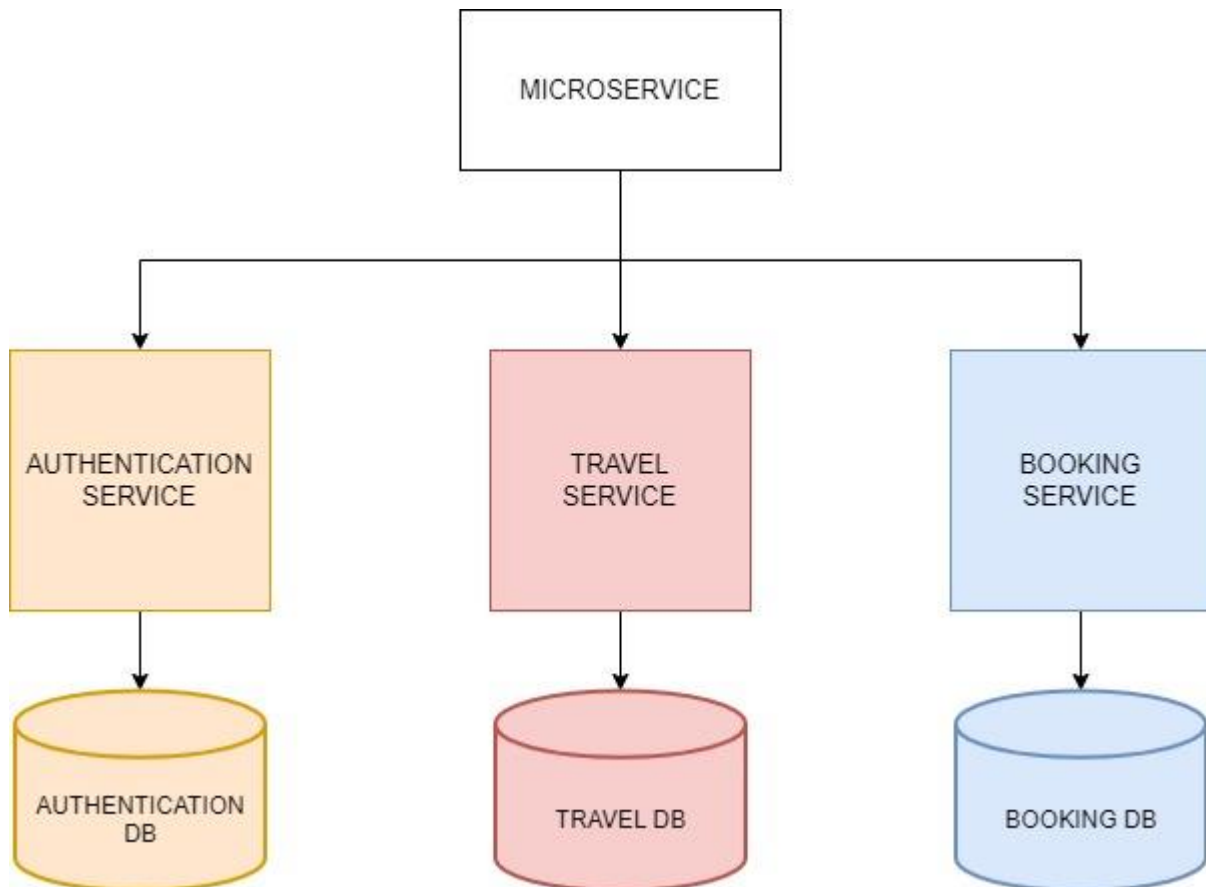 MICROSERVICE
AUTHENTICATION
SERVICE
TRAVEL
SERVICE
BOOKING
SERVICE
AUTHENTICATION
DB
TRAVEL DB
BOOKING DB